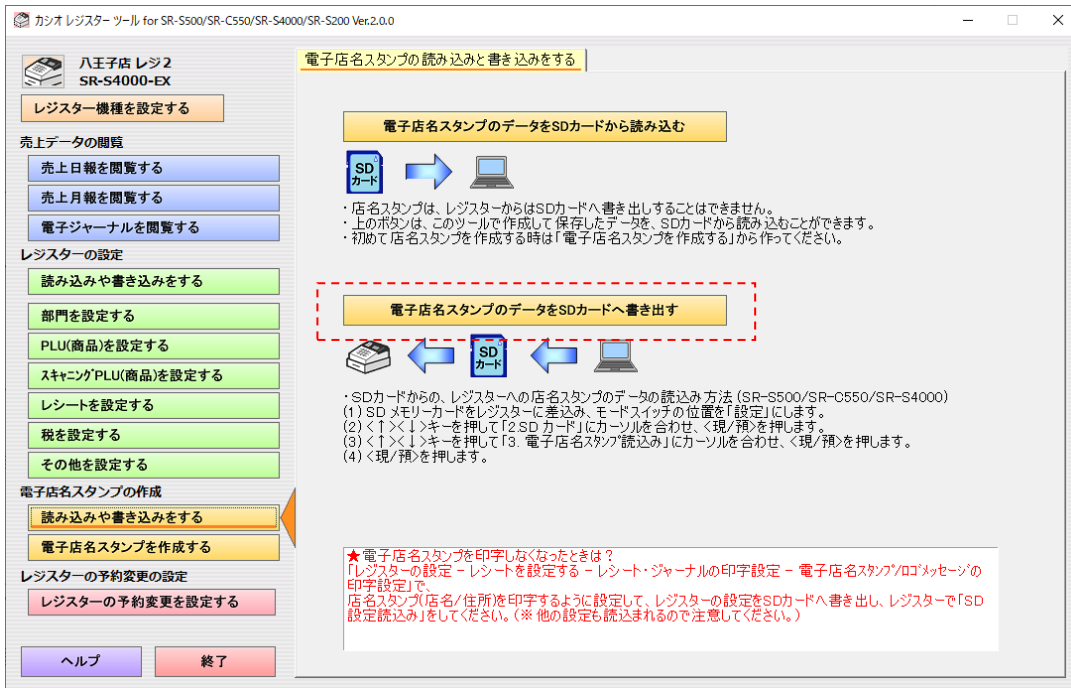 カシオ レジスター ツール for SR-S500/SR-C550/SR-S4000/SR-S200 Ver.2.0.0
八王子店 レジ2
SR-S4000-EX
レジスター機種を設定する
売上データの閲覧
売上日報を閲覧する
売上月報を閲覧する
電子ジャーナルを閲覧する
レジスターの設定
読み込みや書き込みをする
部門を設定する
PLU(商品)を設定する
スキャニングPLU(商品)を設定する
レシートを設定する
税を設定する
その他を設定する
電子店名スタンプの作成
読み込みや書き込みをする
電子店名スタンプを作成する
レジスターの予約変更の設定
レジスターの予約変更を設定する
ヘルプ
終了
電子店名スタンプの読み込みと書き込みをする
電子店名スタンプのデータをSDカードから読み込む
SD
カード
・店名スタンプは、レジスターからはSDカードへ書き出しすることはできません。
・上のボタンは、このツールで作成して保存したデータを、SDカードから読み込むことができます。
・初めて店名スタンプを作成する時は「電子店名スタンプを作成する」から作ってください。
電子店名スタンプのデータをSDカードへ書き出す
SD
カード
・SDカードからの、レジスターへの店名スタンプのデータの読込み方法 (SR-S500/SR-C550/SR-S4000)
(1) SD メモリーカードをレジスターに差込み、モードスイッチの位置を「設定」にします。
(2) <↑><↓>キーを押して「2.SD カード」にカーソルを合わせ、<現/預>を押します。
(3) <↑><↓>キーを押して「3. 電子店名スタンプ読込み」にカーソルを合わせ、<現/預>を押します。
(4) <現/預>を押します。
★電子店名スタンプを印字しなくなったときは？
「レジスターの設定 － レシートを設定する － レシート・ジャーナルの印字設定 － 電子店名スタンプ/ロゴメッセージの
印字設定」で、
店名スタンプ(店名/住所)を印字するように設定して、レジスターの設定をSDカードへ書き出し、レジスターで「SD
設定読込み」をしてください。(※ 他の設定も読込まれるので注意してください。)